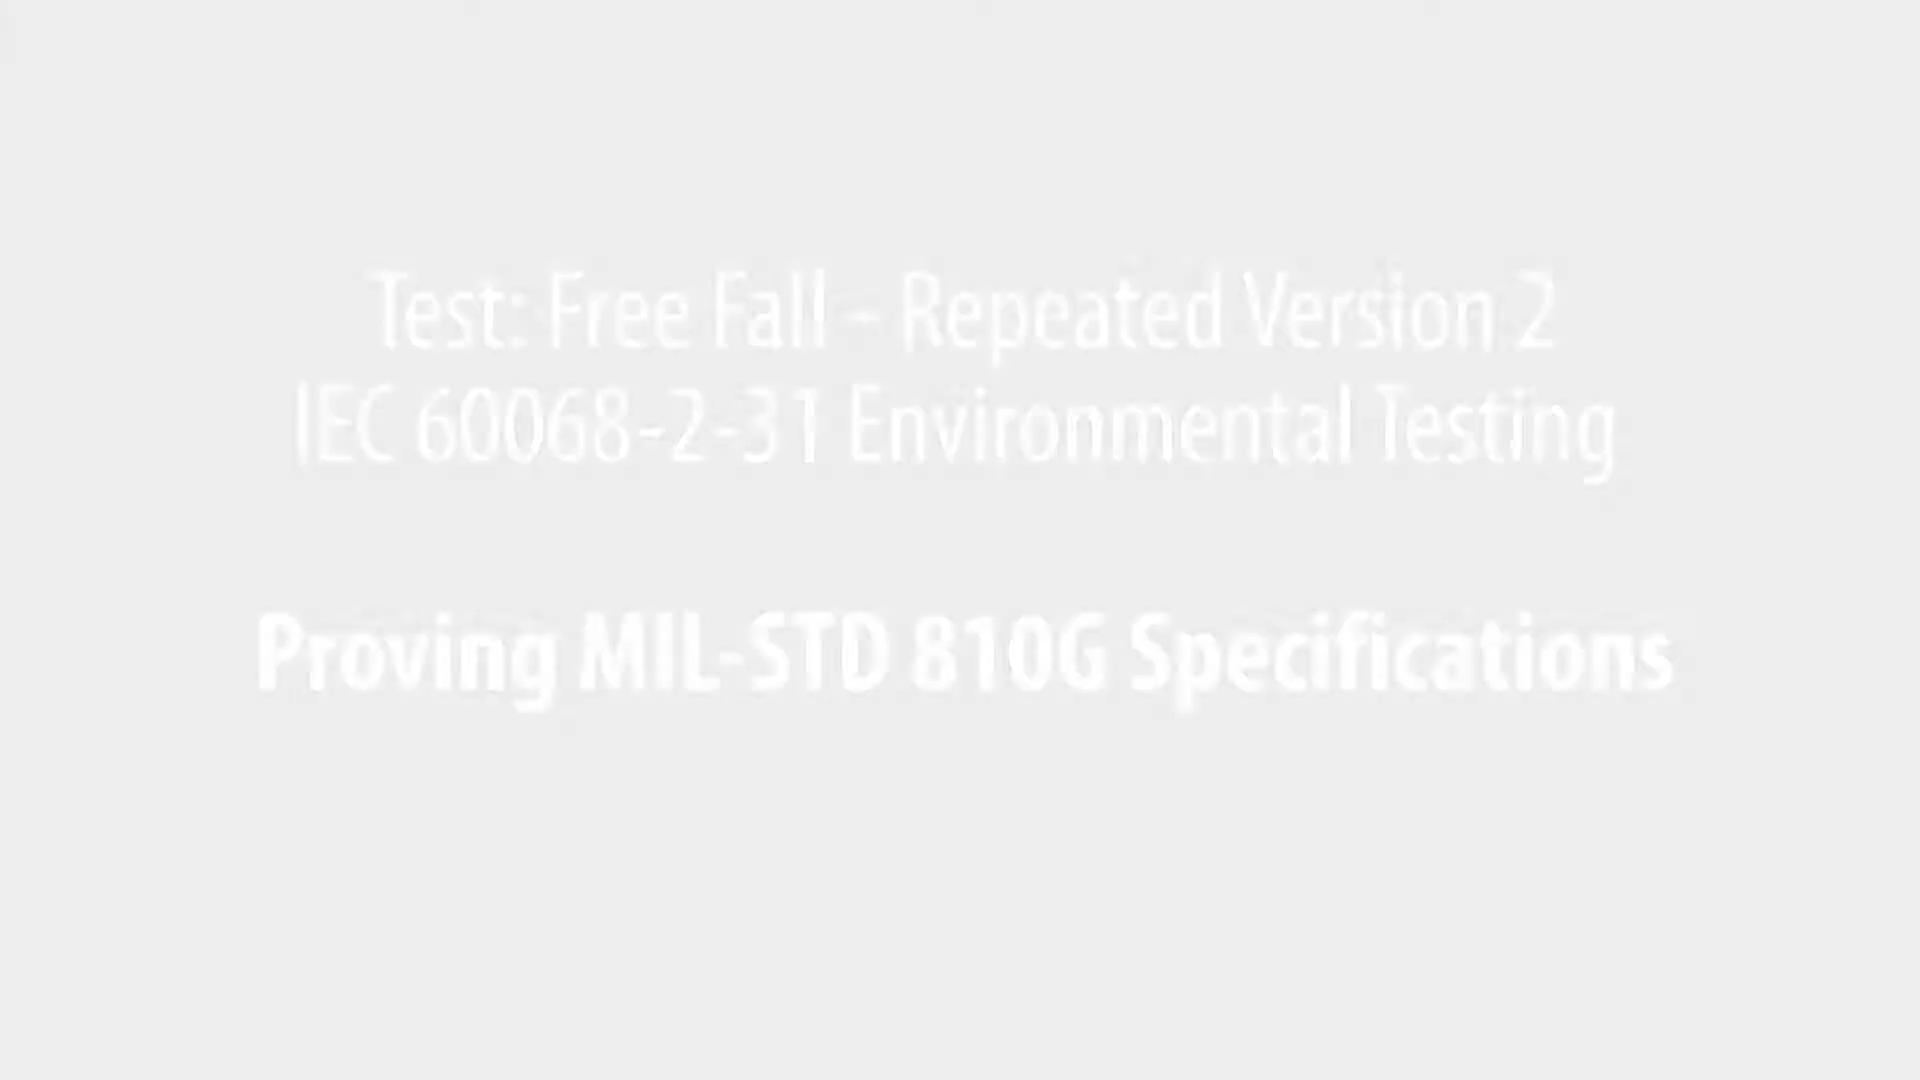 Test: Free Fall - Repeated Version 2
IEC 60068-2-31 Environmental Testing
Proving MIL-STD 810G Specifications